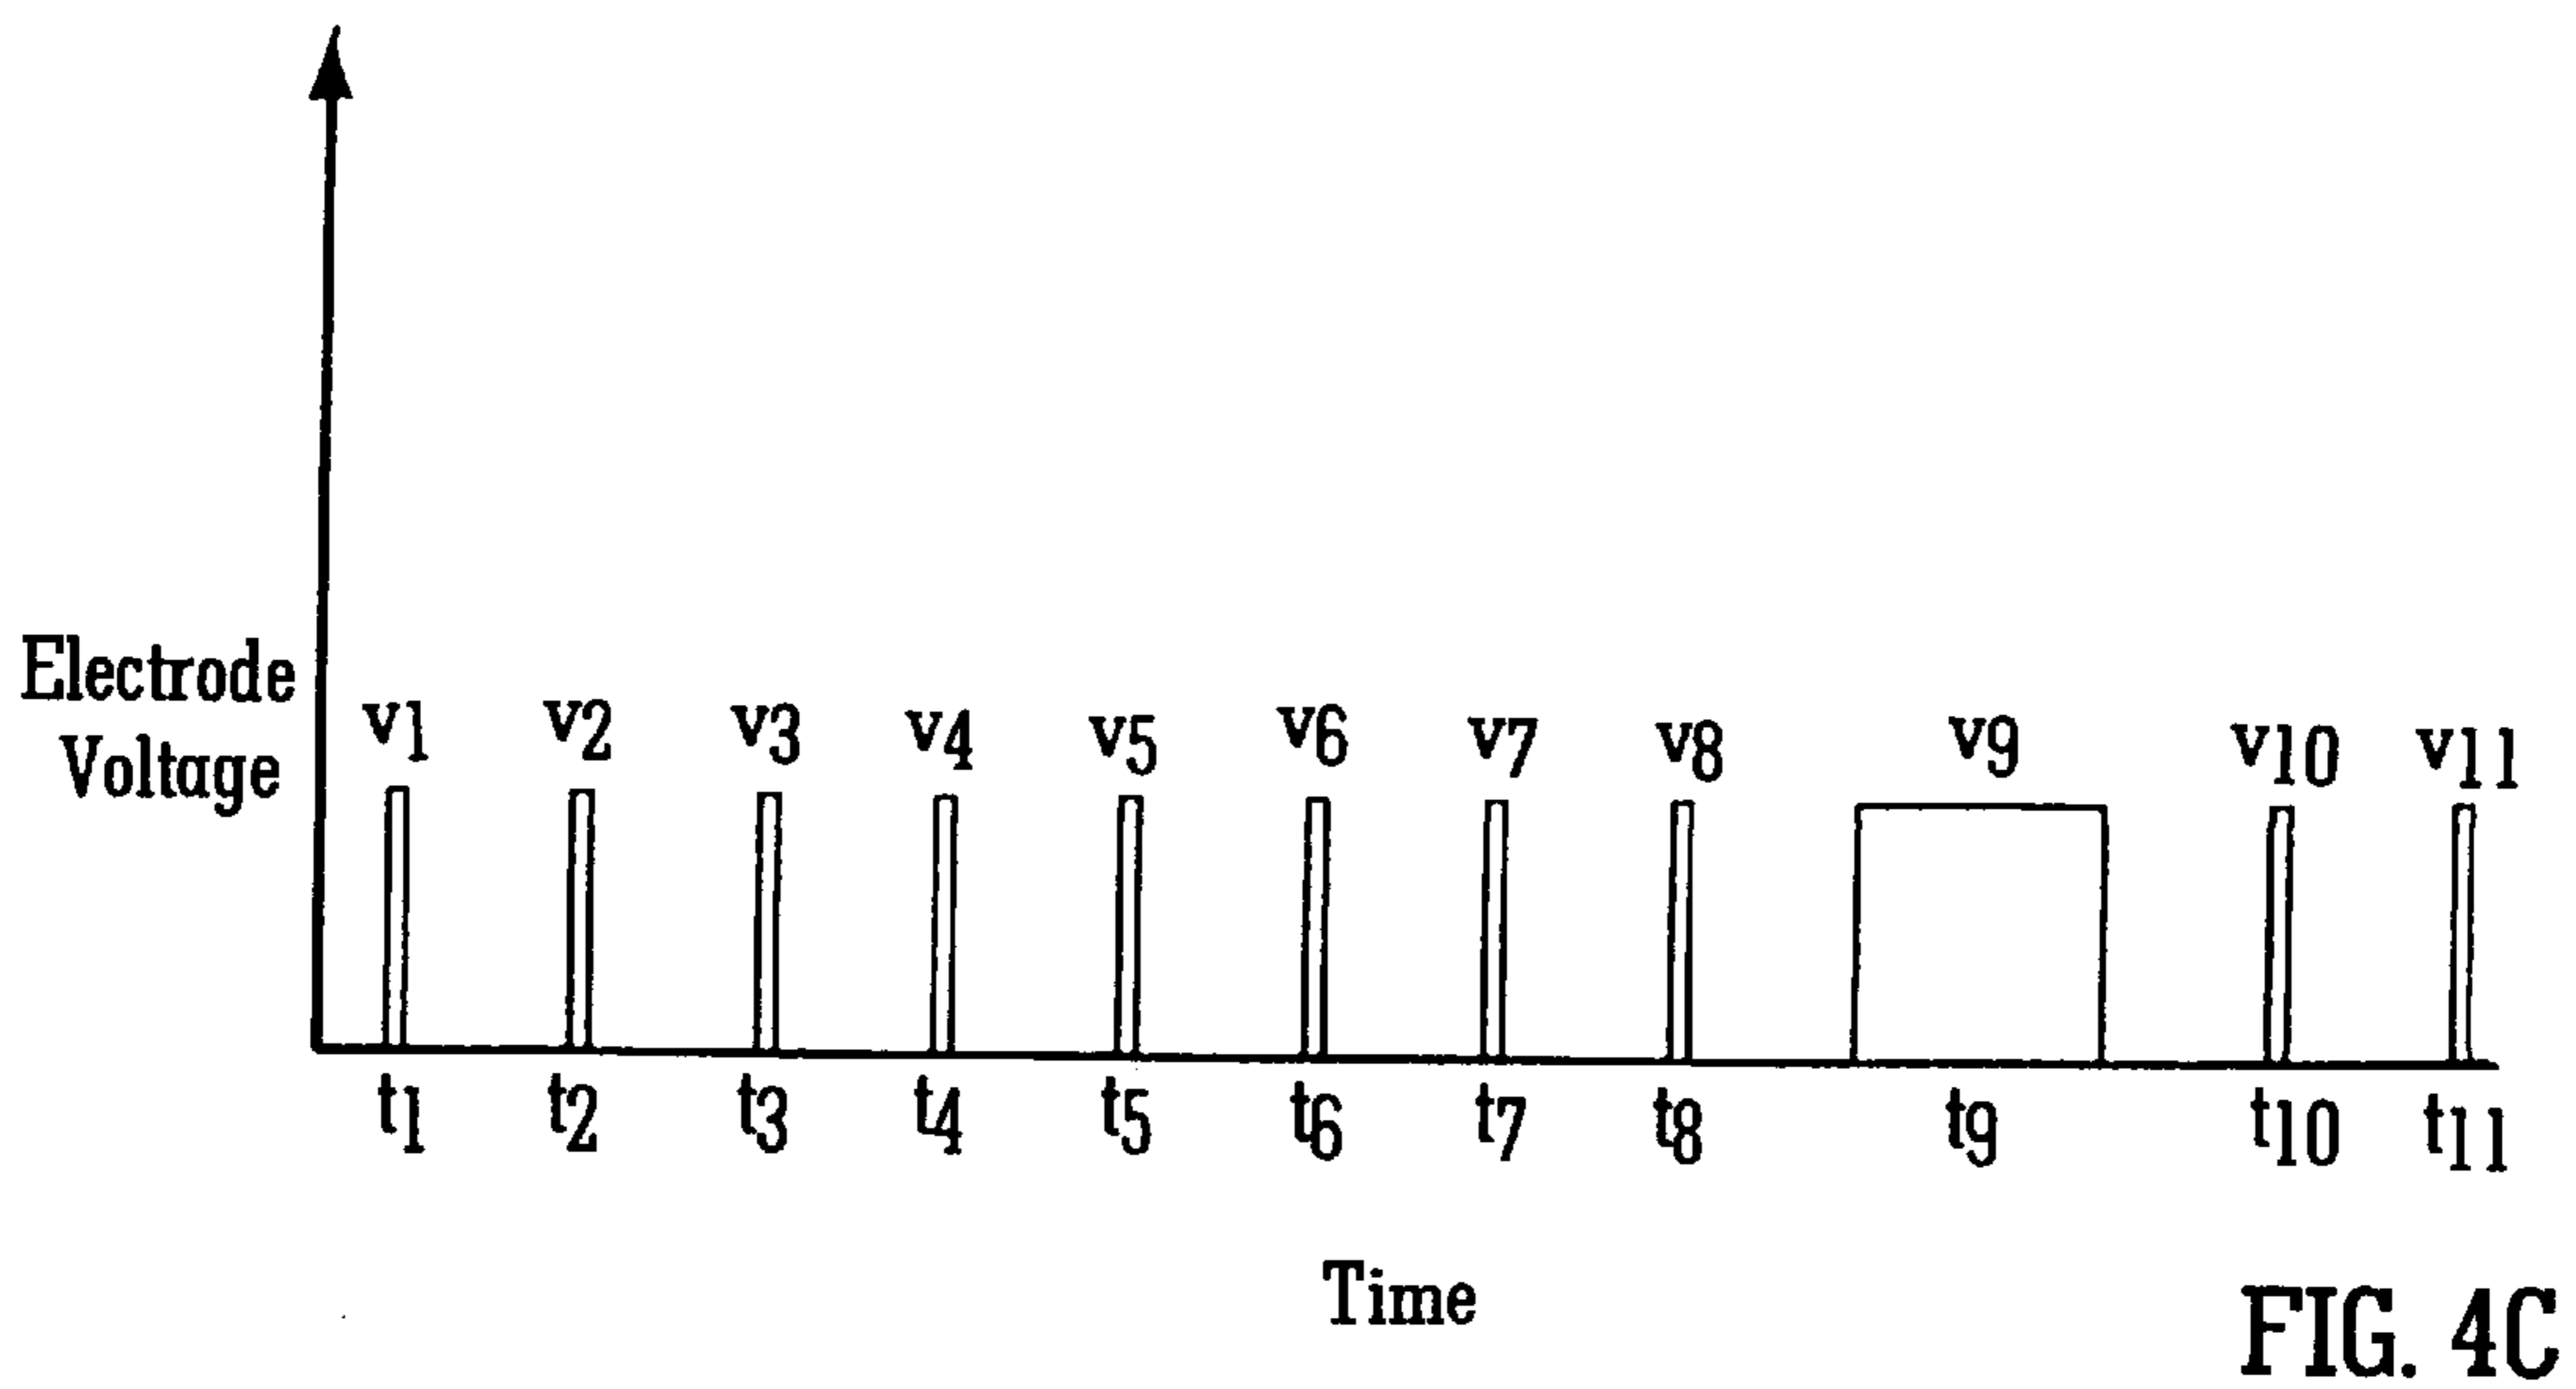 Electrode
Voltage
v1 v2 v3 v4 v5 v6 v7 v8 v9 v10 v11
t1 t2 t3 t4 t5 t6 t7 t8 t9 t10 t11
Time
FIG. 4C